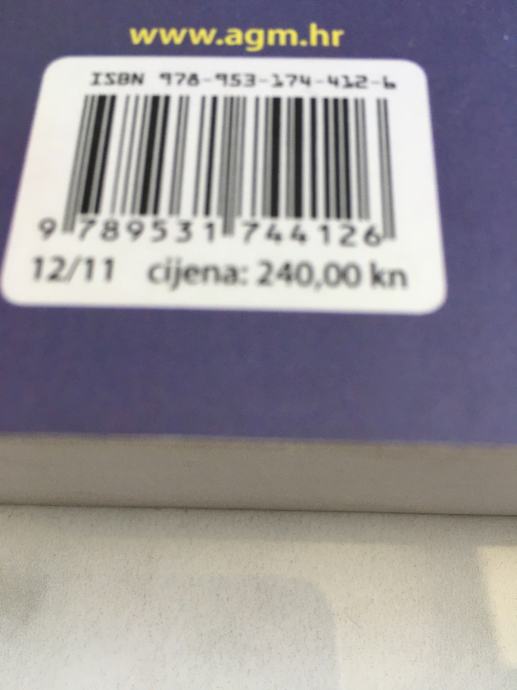 www.agm.hr
ISBN 978-953-174-412-6
9 789531 744126
12/11 cijena: 240,00 kn